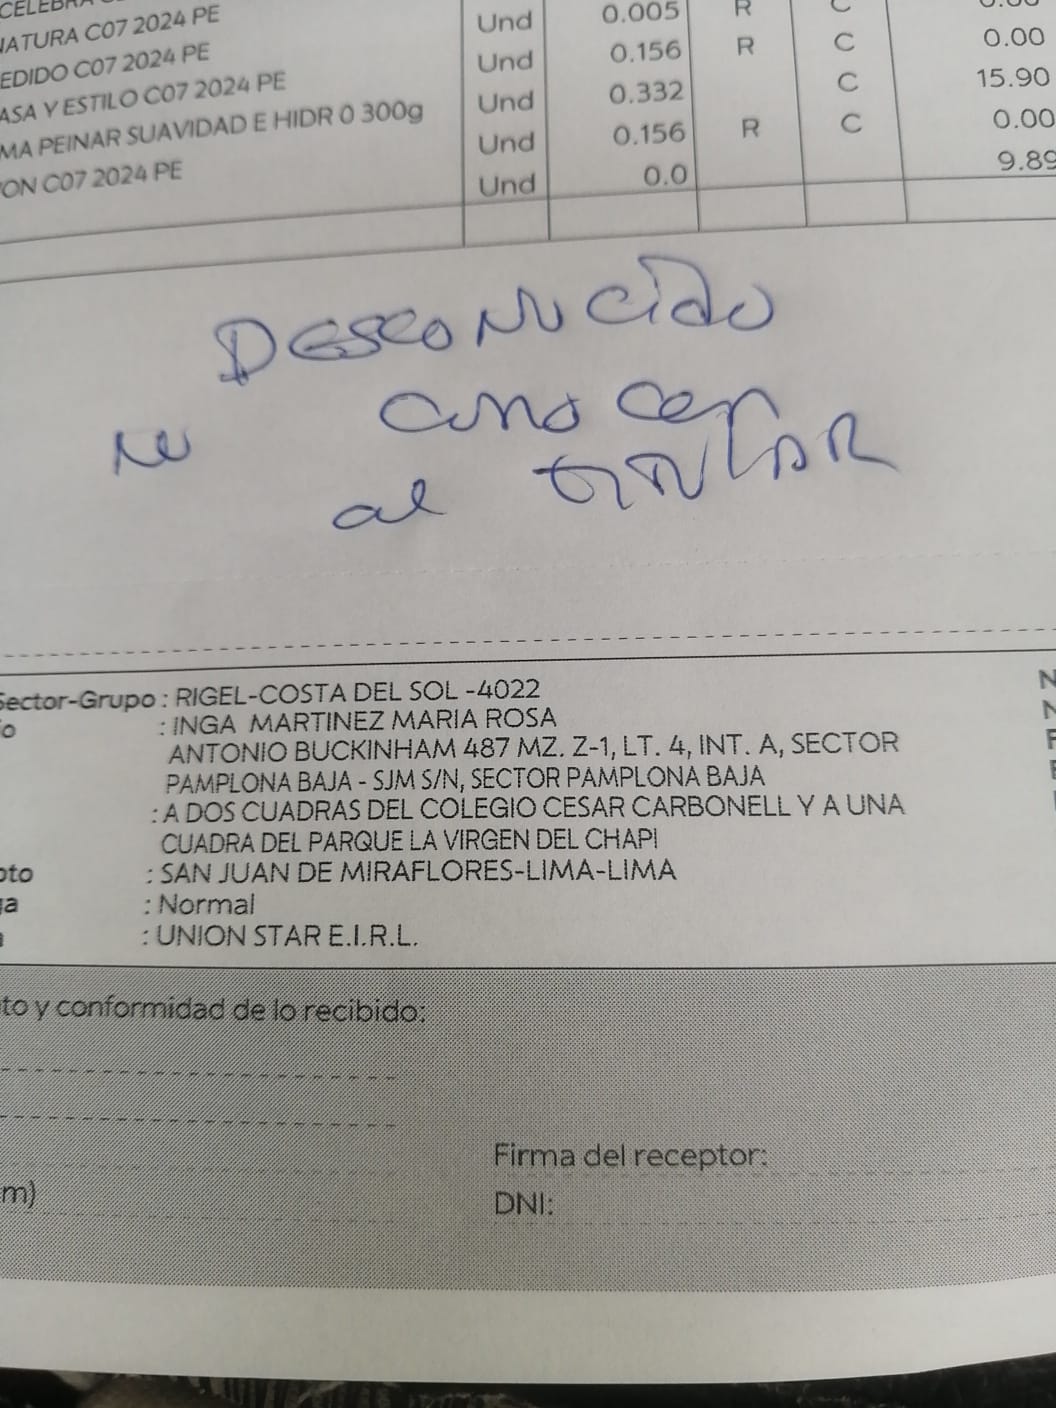 NATURA C07 2024 PE Und 0.005 R C
EDIDO C07 2024 PE Und 0.156 R C 0.00
ASA Y ESTILO C07 2024 PE Und 0.332 C 15.90
MA PEINAR SUAVIDAD E HIDR 0 300g Und 0.156 R C 0.00
ON C07 2024 PE Und 0.0 9.89
DESCONUCIDO
NU conocen
al
Sector-Grupo : RIGEL-COSTA DEL SOL -4022
o : INGA MARTINEZ MARIA ROSA
ANTONIO BUCKINHAM 487 MZ. Z-1, LT. 4, INT. A, SECTOR
PAMPLONA BAJA - SJM S/N, SECTOR PAMPLONA BAJA
: A DOS CUADRAS DEL COLEGIO CESAR CARBONELL Y A UNA
CUADRA DEL PARQUE LA VIRGEN DEL CHAPI
pto : SAN JUAN DE MIRAFLORES-LIMA-LIMA
ga : Normal
: UNION STAR E.I.R.L.
to y conformidad de lo recibido:
Firma del receptor:
m)
DNI: